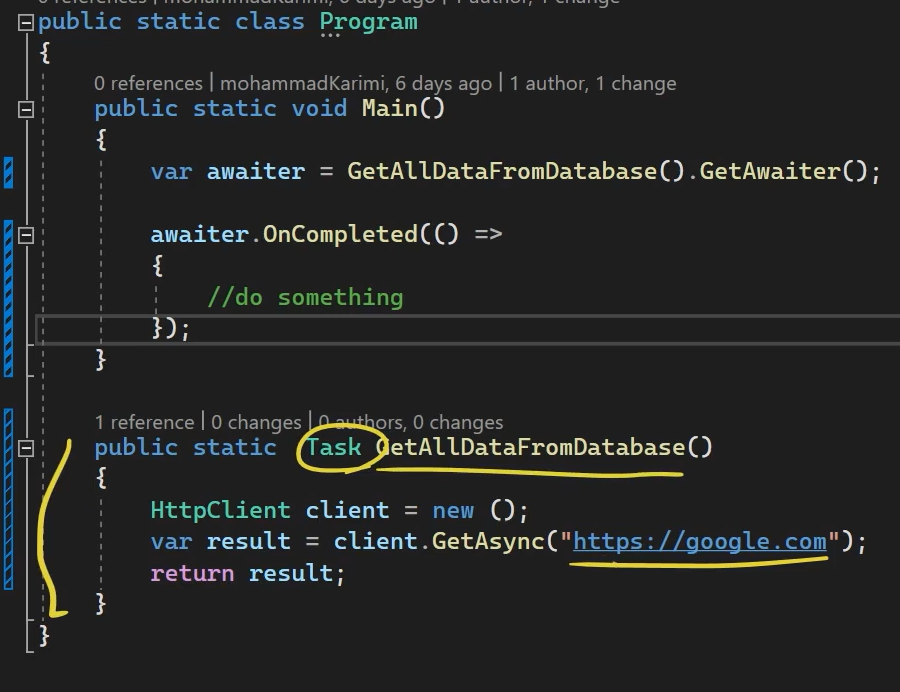 public static class Program
{
0 references | mohammadKarimi, 6 days ago | 1 author, 1 change
public static void Main()
{
var awaiter = GetAllDataFromDatabase().GetAwaiter();
awaiter.OnCompleted(() =>
{
//do something
});
}
1 reference | 0 changes | 0 authors, 0 changes
public static Task GetAllDataFromDatabase()
{
HttpClient client = new ();
var result = client.GetAsync("https://google.com");
return result;
}
}